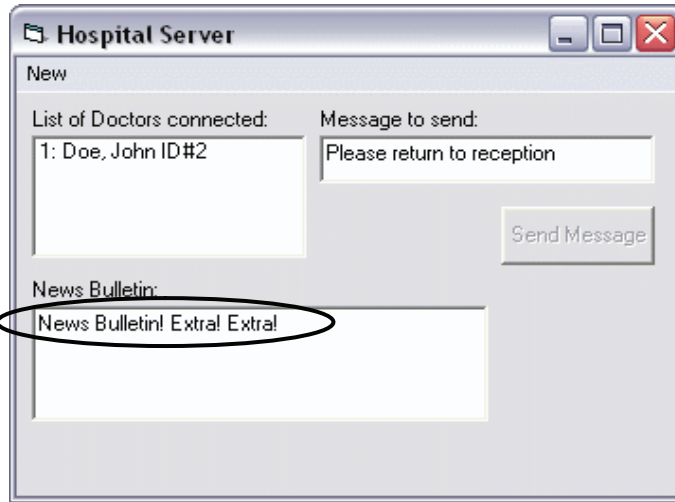 Hospital Server
New
List of Doctors connected:
1: Doe, John ID#2
Message to send:
Please return to reception
Send Message
News Bulletin:
News Bulletin! Extra! Extra!